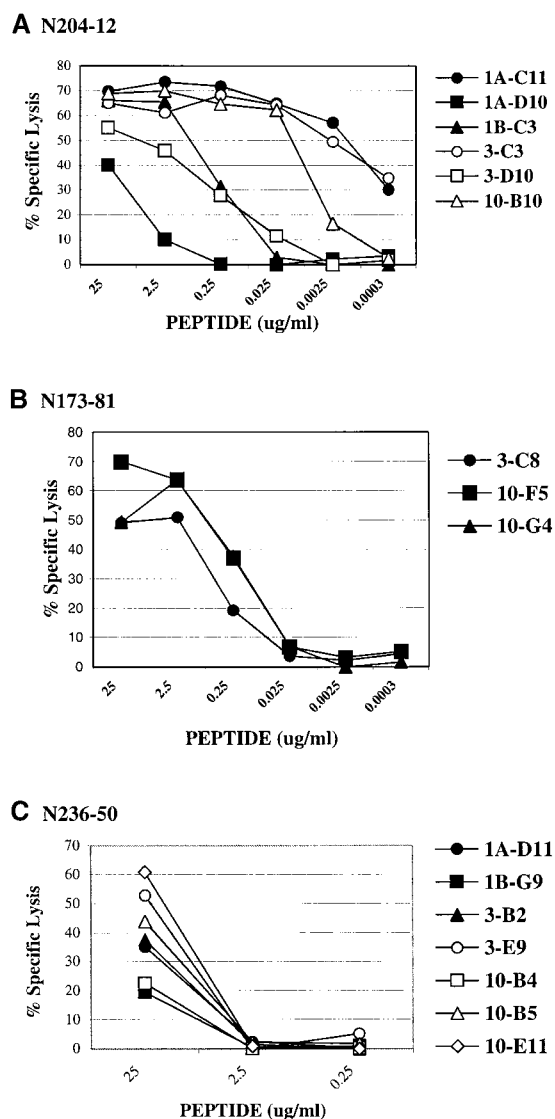 A N204-12
80
70
60
50
40
30
20
10
0
% Specific Lysis
25
2.5
0.25
0.025
0.0025
0.0003
PEPTIDE (ug/ml)
1A-C11
1A-D10
1B-C3
3-C3
3-D10
10-B10
B N173-81
80
70
60
50
40
30
20
10
0
% Specific Lysis
25
2.5
0.25
0.025
0.0025
0.0003
PEPTIDE (ug/ml)
3-C8
10-F5
10-G4
C N236-50
70
60
50
40
30
20
10
0
% Specific Lysis
25
2.5
0.25
PEPTIDE (ug/ml)
1A-D11
1B-G9
3-B2
3-E9
10-B4
10-B5
10-E11